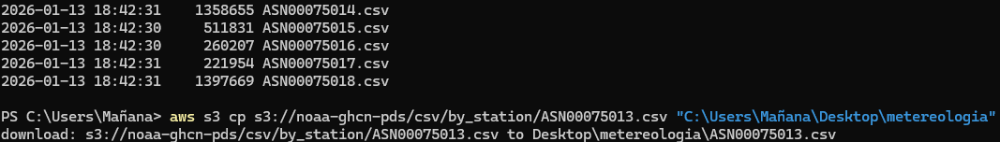 2026-01-13 18:42:31    1358655 ASN00075014.csv
2026-01-13 18:42:30     511831 ASN00075015.csv
2026-01-13 18:42:30     260207 ASN00075016.csv
2026-01-13 18:42:31     221954 ASN00075017.csv
2026-01-13 18:42:31    1397669 ASN00075018.csv
PS C:\Users\Mañana> aws s3 cp s3://noaa-ghcn-pds/csv/by_station/ASN00075013.csv "C:\Users\Mañana\Desktop\metereologia"
download: s3://noaa-ghcn-pds/csv/by_station/ASN00075013.csv to Desktop\metereologia\ASN00075013.csv